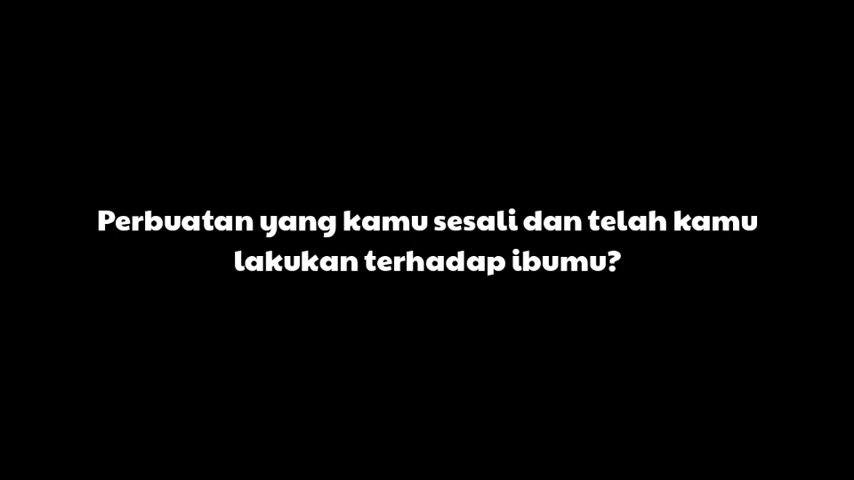 Perbuatan yang kamu sesali dan telah kamu
lakukan terhadap ibumu?